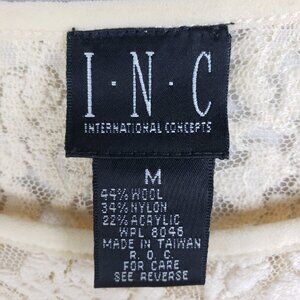 I·N·C
INTERNATIONAL CONCEPTS
M
44% WOOL
34% NYLON
22% ACRYLIC
WPL 8046
MADE IN TAIWAN
R. O. C.
FOR CARE
SEE REVERSE